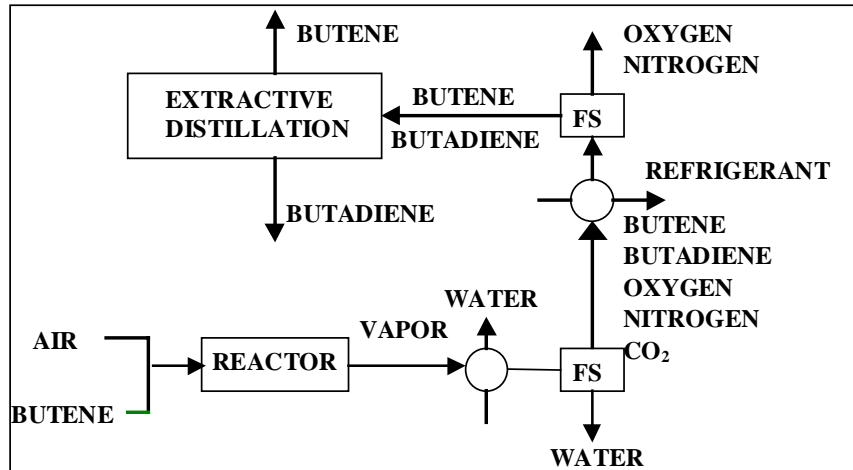 BUTENE
OXYGEN
NITROGEN
EXTRACTIVE
DISTILLATION
BUTENE
BUTADIENE
FS
REFRIGERANT
BUTADIENE
BUTENE
BUTADIENE
OXYGEN
NITROGEN
CO₂
WATER
VAPOR
AIR
REACTOR
FS
BUTENE
WATER